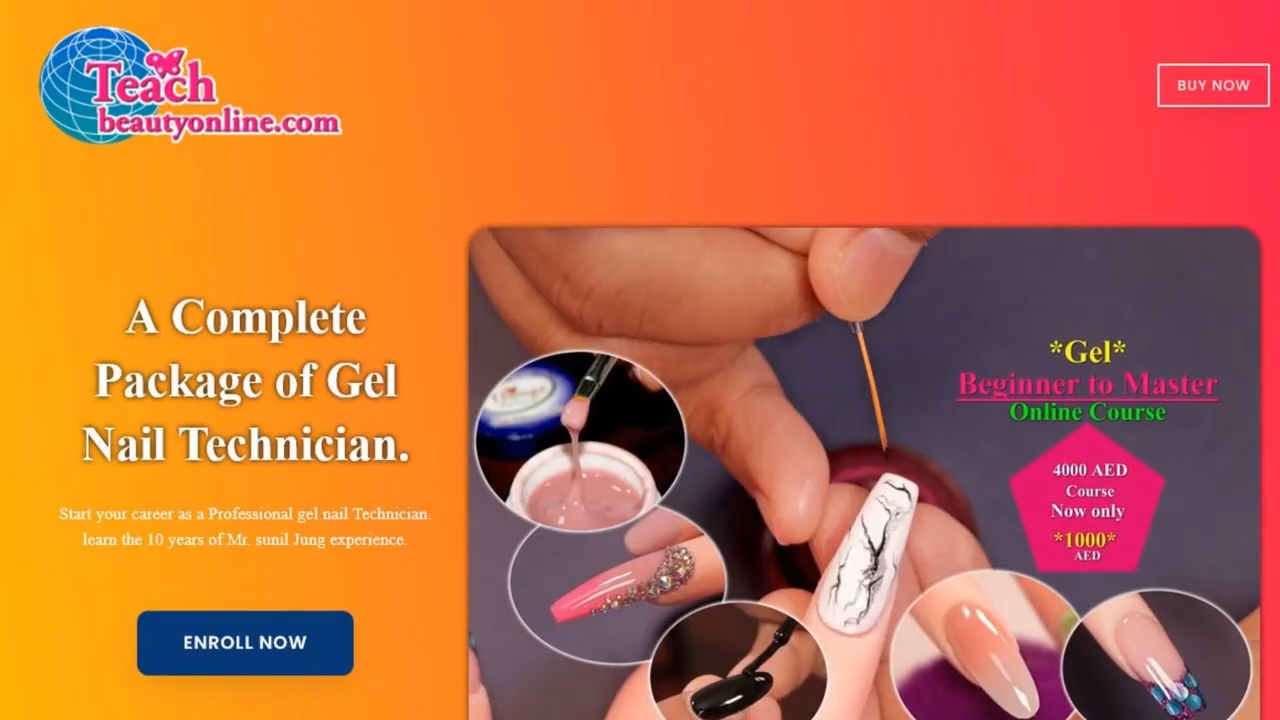 Teach
beautyonline.com
BUY NOW
A Complete
Package of Gel
Nail Technician.
Start your career as a Professional gel nail Technician.
learn the 10 years of Mr. sunil Jung experience.
ENROLL NOW
*Gel*
Beginner to Master
Online Course
4000 AED
Course
Now only
*1000*
AED